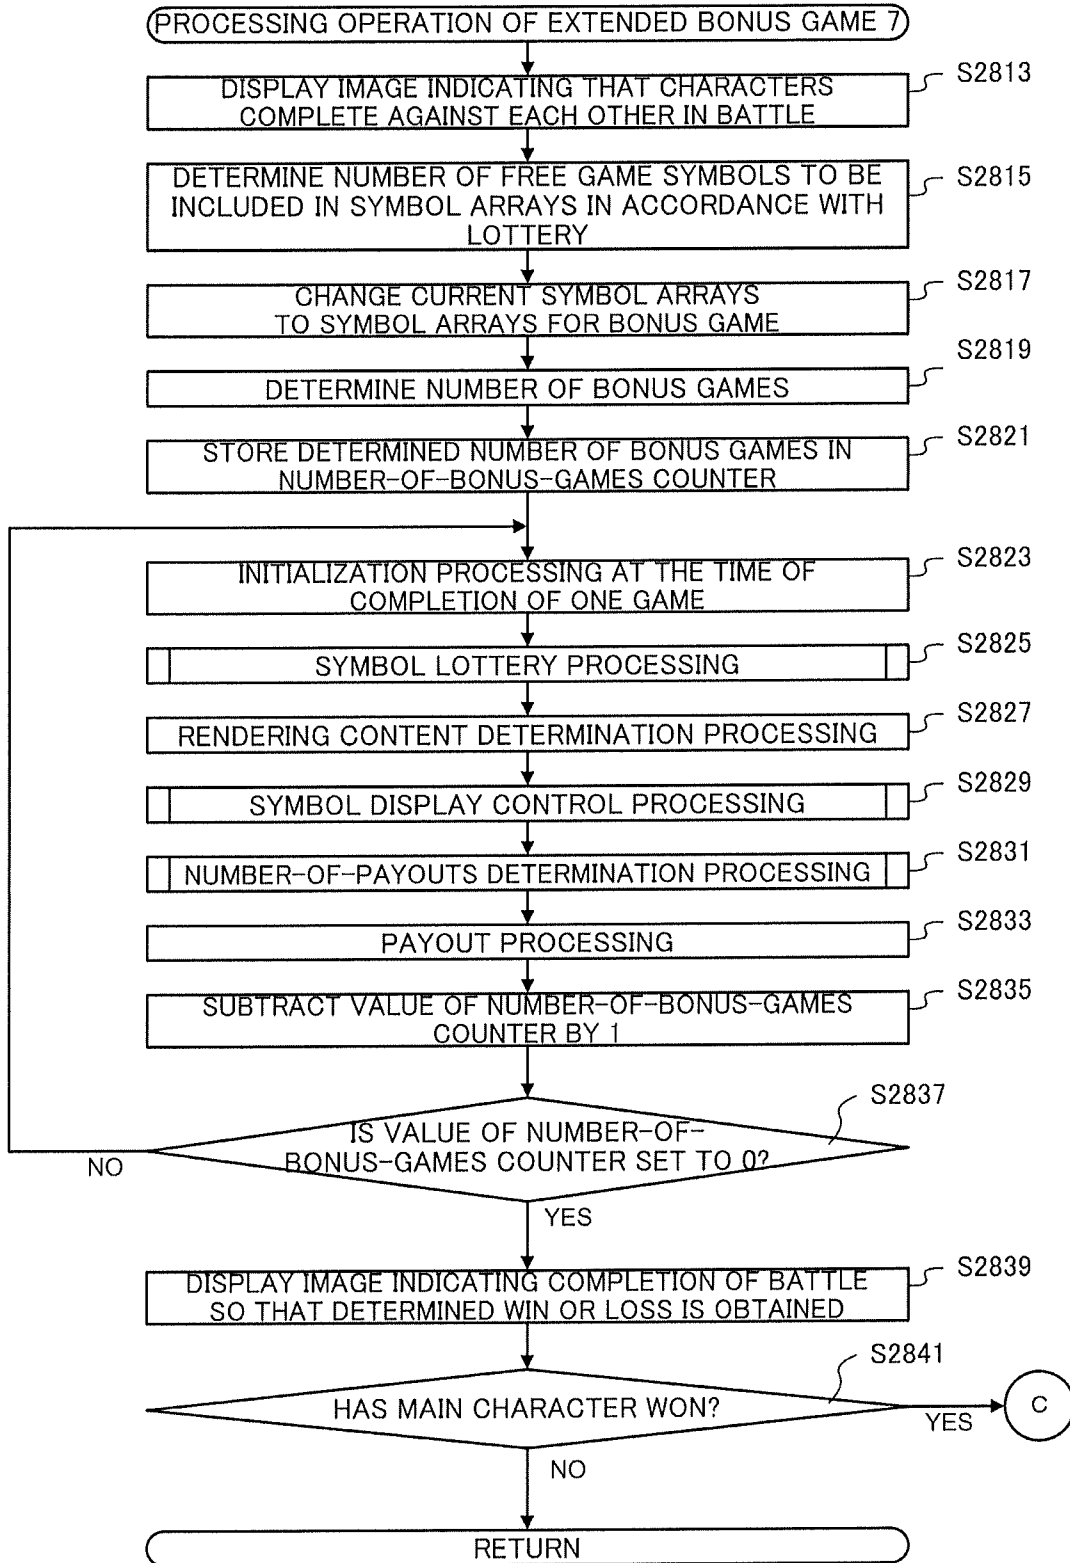 PROCESSING OPERATION OF EXTENDED BONUS GAME 7
S2813
DISPLAY IMAGE INDICATING THAT CHARACTERS
COMPLETE AGAINST EACH OTHER IN BATTLE
S2815
DETERMINE NUMBER OF FREE GAME SYMBOLS TO BE
INCLUDED IN SYMBOL ARRAYS IN ACCORDANCE WITH
LOTTERY
S2817
CHANGE CURRENT SYMBOL ARRAYS
TO SYMBOL ARRAYS FOR BONUS GAME
S2819
DETERMINE NUMBER OF BONUS GAMES
S2821
STORE DETERMINED NUMBER OF BONUS GAMES IN
NUMBER-OF-BONUS-GAMES COUNTER
S2823
INITIALIZATION PROCESSING AT THE TIME OF
COMPLETION OF ONE GAME
S2825
SYMBOL LOTTERY PROCESSING
S2827
RENDERING CONTENT DETERMINATION PROCESSING
S2829
SYMBOL DISPLAY CONTROL PROCESSING
S2831
NUMBER-OF-PAYOUTS DETERMINATION PROCESSING
S2833
PAYOUT PROCESSING
S2835
SUBTRACT VALUE OF NUMBER-OF-BONUS-GAMES
COUNTER BY 1
S2837
IS VALUE OF NUMBER-OF-
BONUS-GAMES COUNTER SET TO 0?
NO
YES
S2839
DISPLAY IMAGE INDICATING COMPLETION OF BATTLE
SO THAT DETERMINED WIN OR LOSS IS OBTAINED
S2841
HAS MAIN CHARACTER WON?
YES
C
NO
RETURN